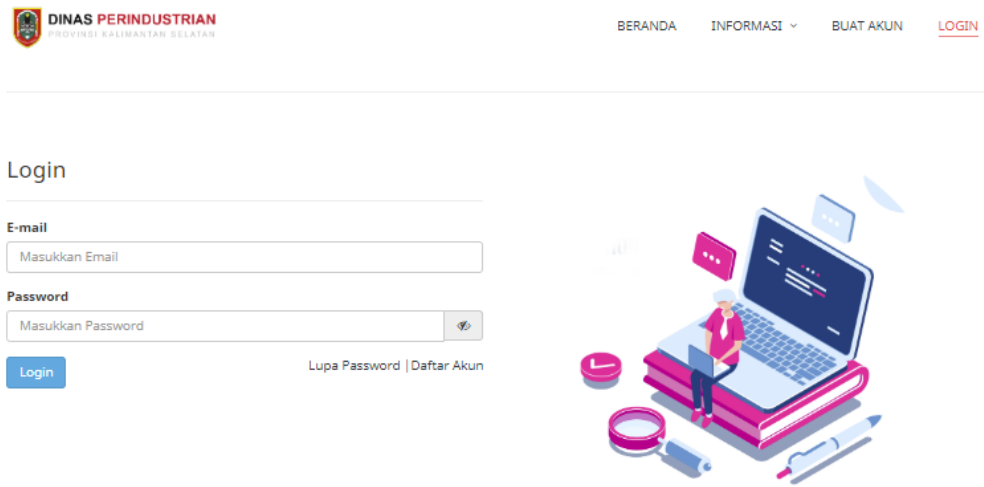 DINAS PERINDUSTRIAN
PROVINSI KALIMANTAN SELATAN
BERANDA INFORMASI BUAT AKUN LOGIN
Login
E-mail
Masukkan Email
Password
Masukkan Password
Login
Lupa Password | Daftar Akun